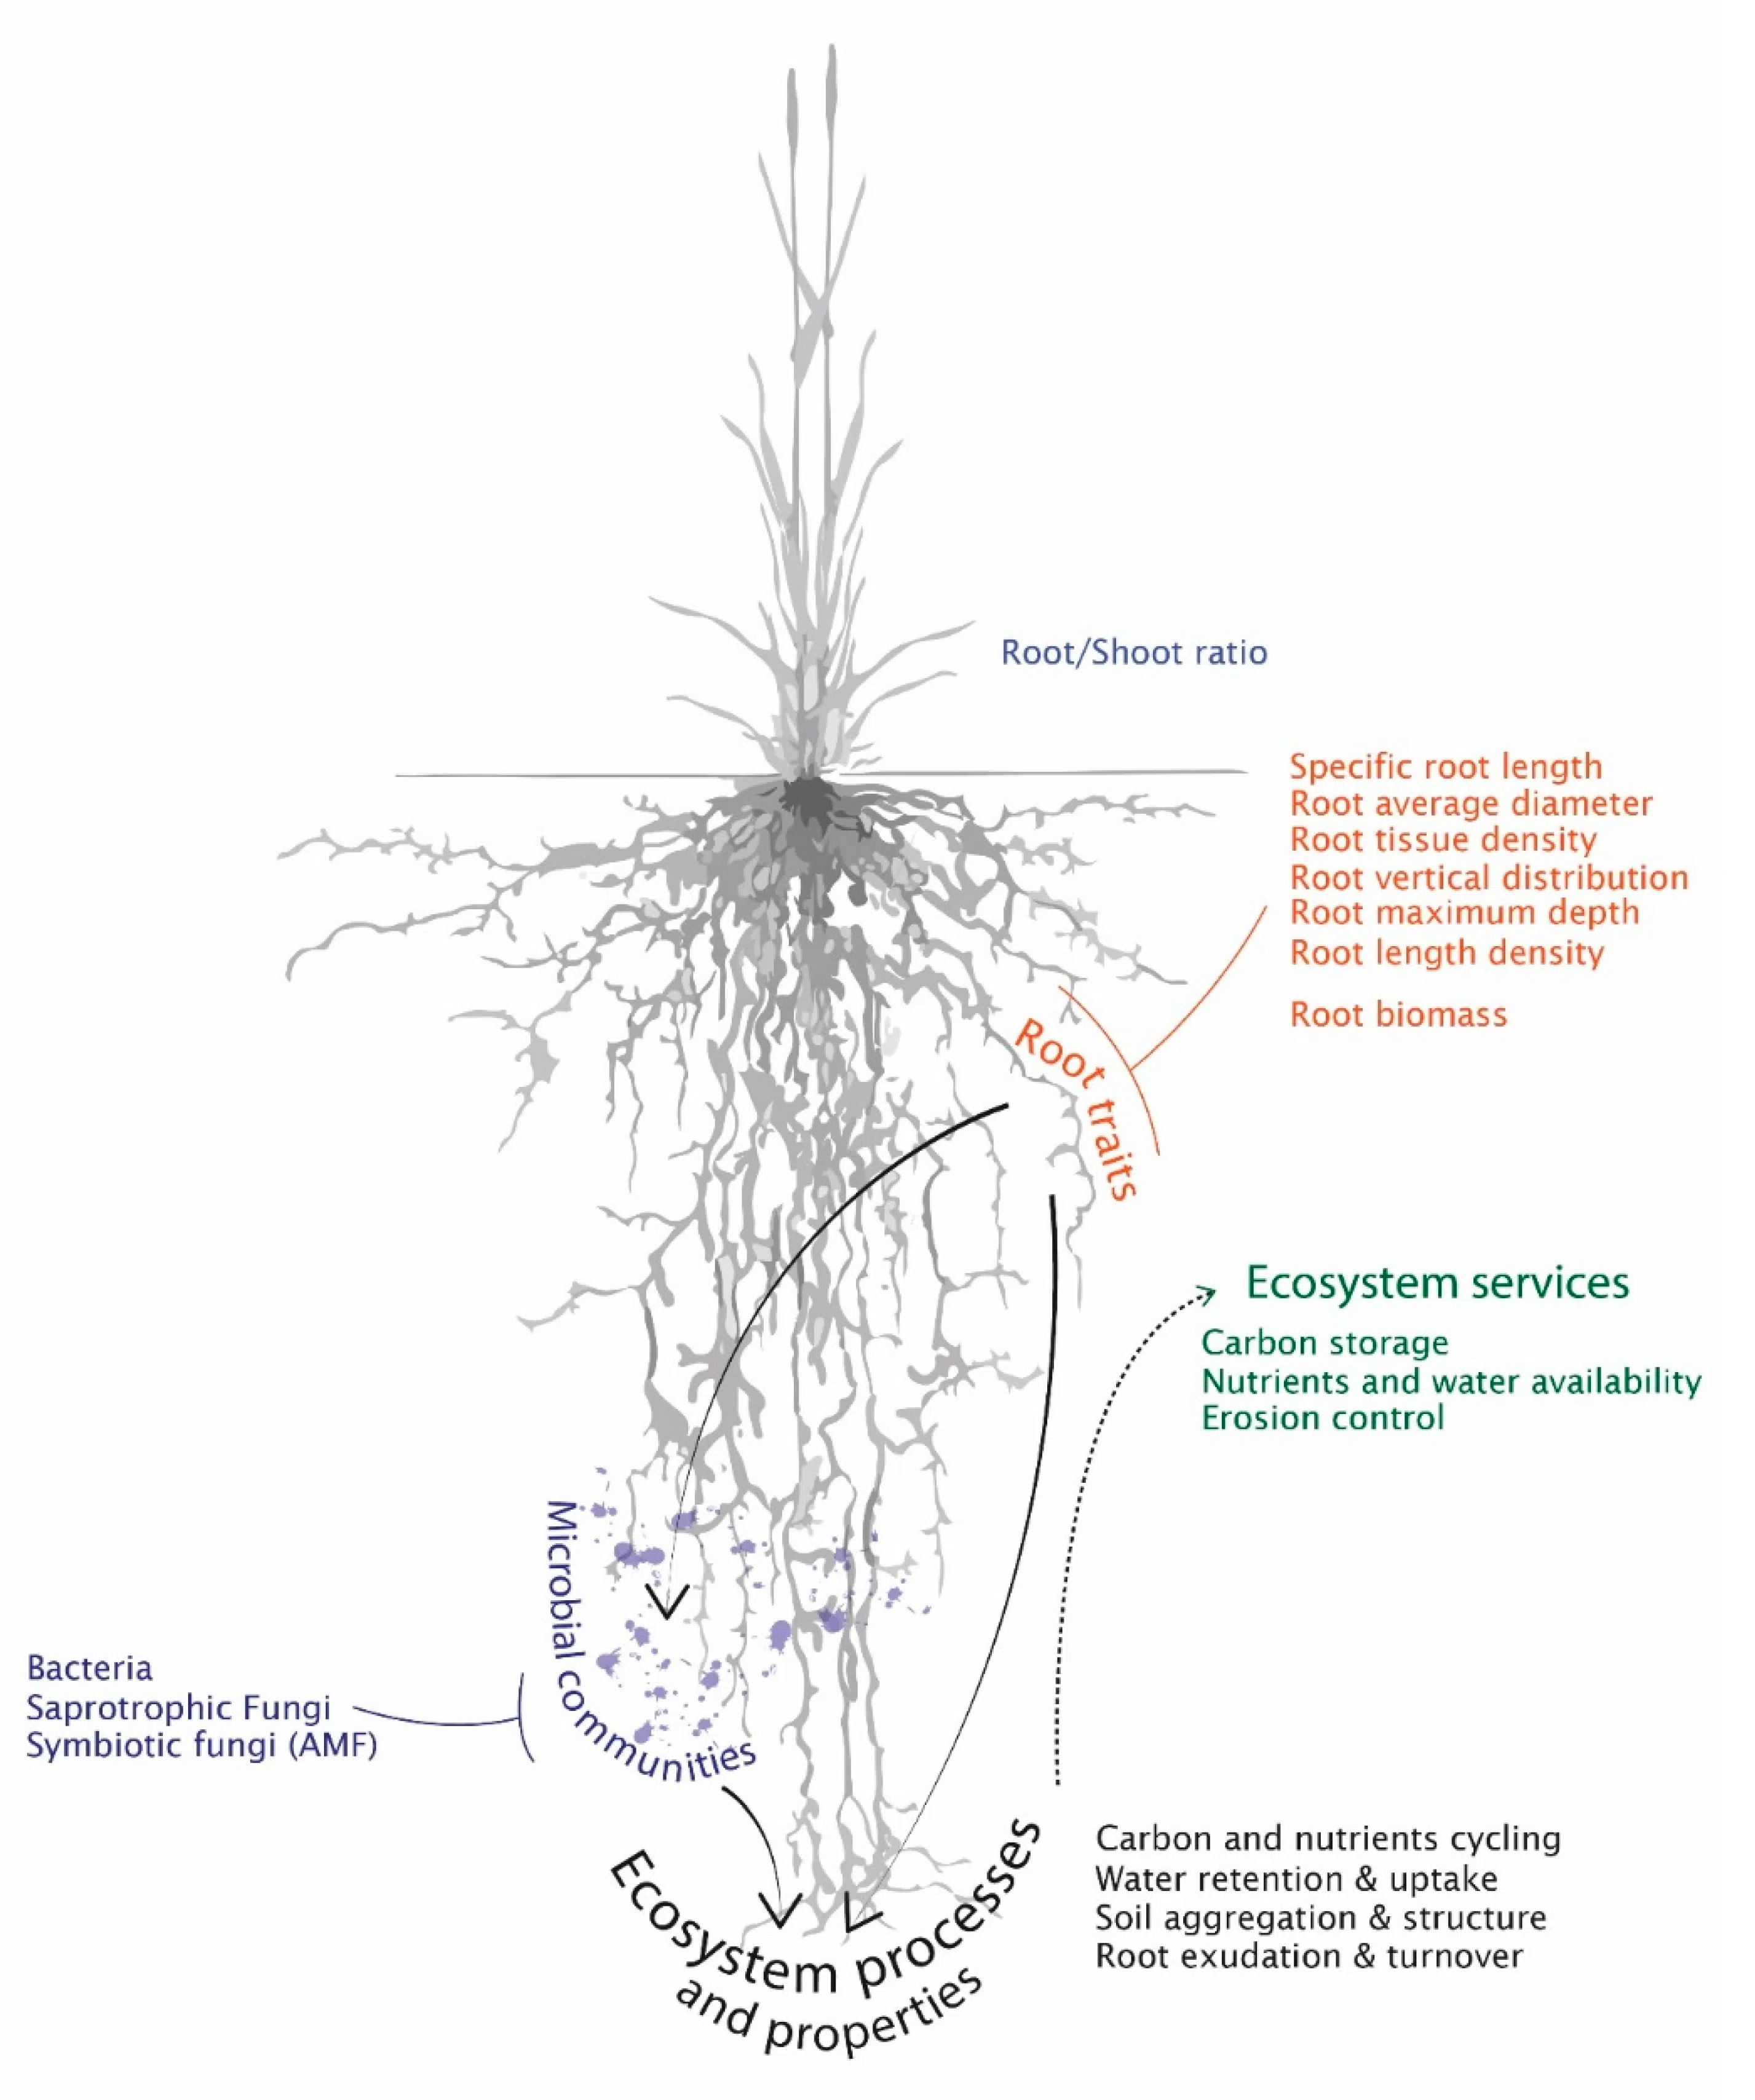 Root/Shoot ratio
Specific root length
Root average diameter
Root tissue density
Root vertical distribution
Root maximum depth
Root length density
Root biomass
Root traits
Ecosystem services
Carbon storage
Nutrients and water availability
Erosion control
Microbial communities
Bacteria
Saprotrophic Fungi
Symbiotic fungi (AMF)
Ecosystem processes
and properties
Carbon and nutrients cycling
Water retention & uptake
Soil aggregation & structure
Root exudation & turnover